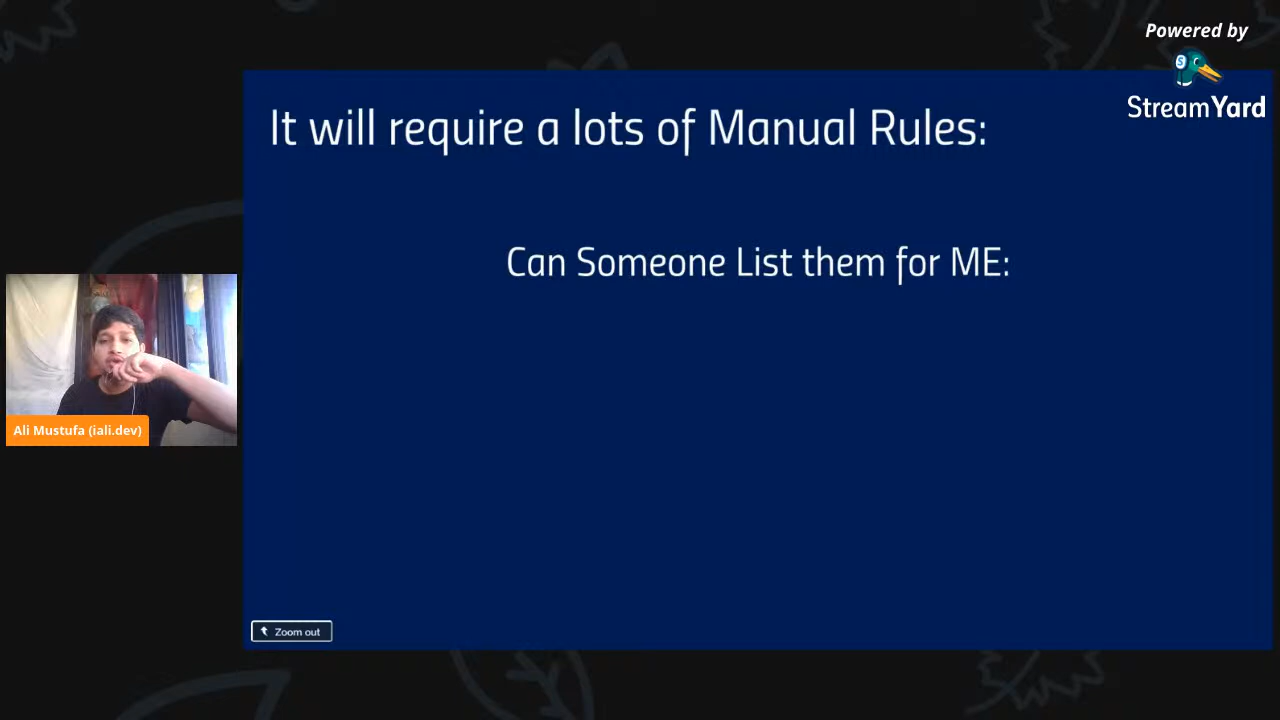 Powered by
StreamYard
It will require a lots of Manual Rules:
Can Someone List them for ME:
Ali Mustufa (iali.dev)
Zoom out